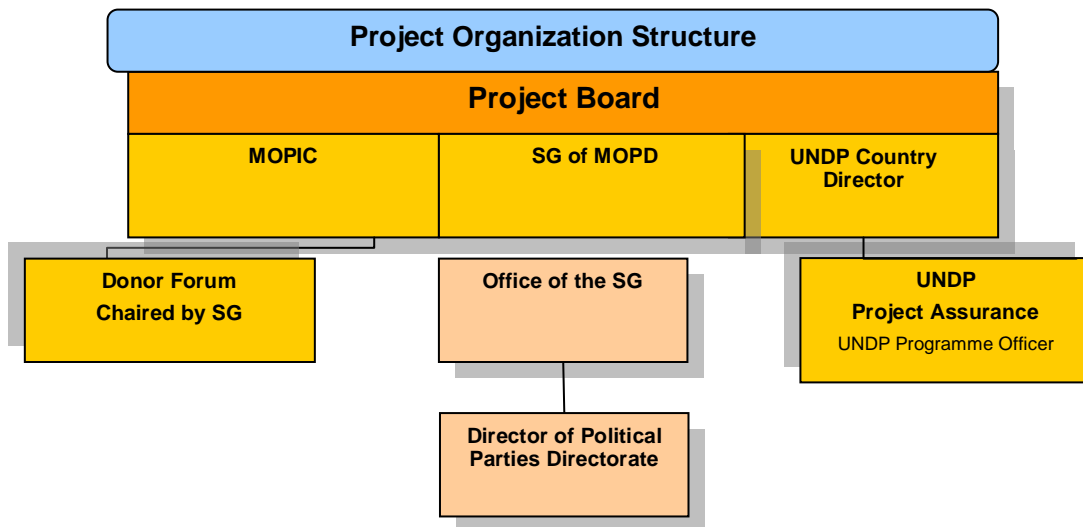 Project Organization Structure
Project Board
MOPIC
SG of MOPD
UNDP Country
Director
Donor Forum
Chaired by SG
Office of the SG
UNDP
Project Assurance
UNDP Programme Officer
Director of Political
Parties Directorate